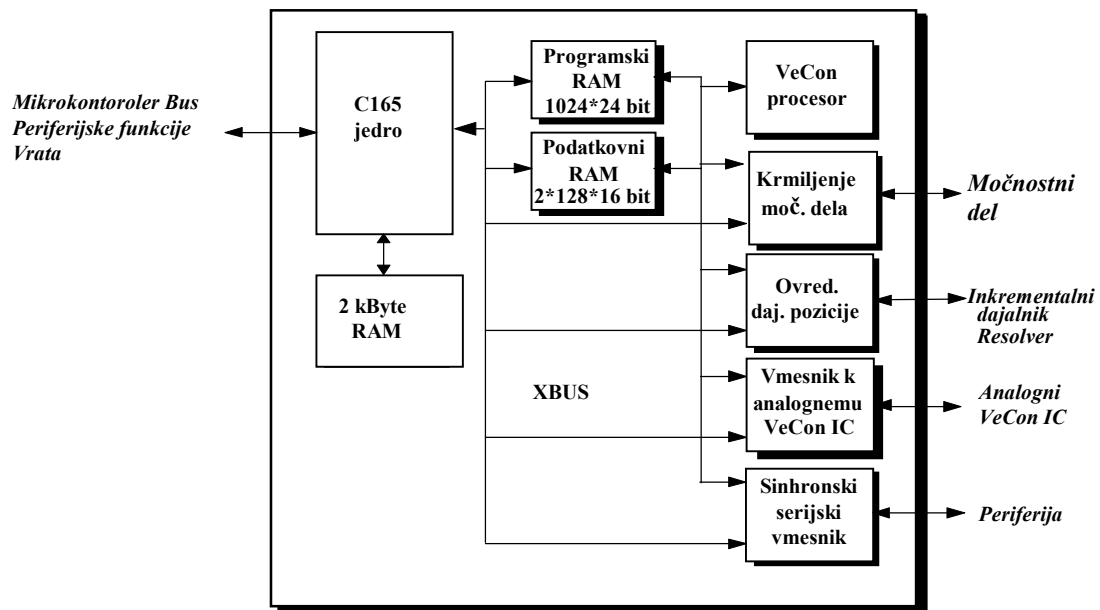 Mikrokontoroler Bus
Periferijske funkcije
Vrata
C165
jedro
2 kByte
RAM
Programski
RAM
1024*24 bit
Podatkovni
RAM
2*128*16 bit
XBUS
VeCon
procesor
Krmiljenje
moč. dela
Ovred.
daj. pozicije
Vmesnik k
analognemu
VeCon IC
Sinhronski
serijski
vmesnik
Močnostni
del
Inkrementalni
dajalnik
Resolver
Analogni
VeCon IC
Periferija